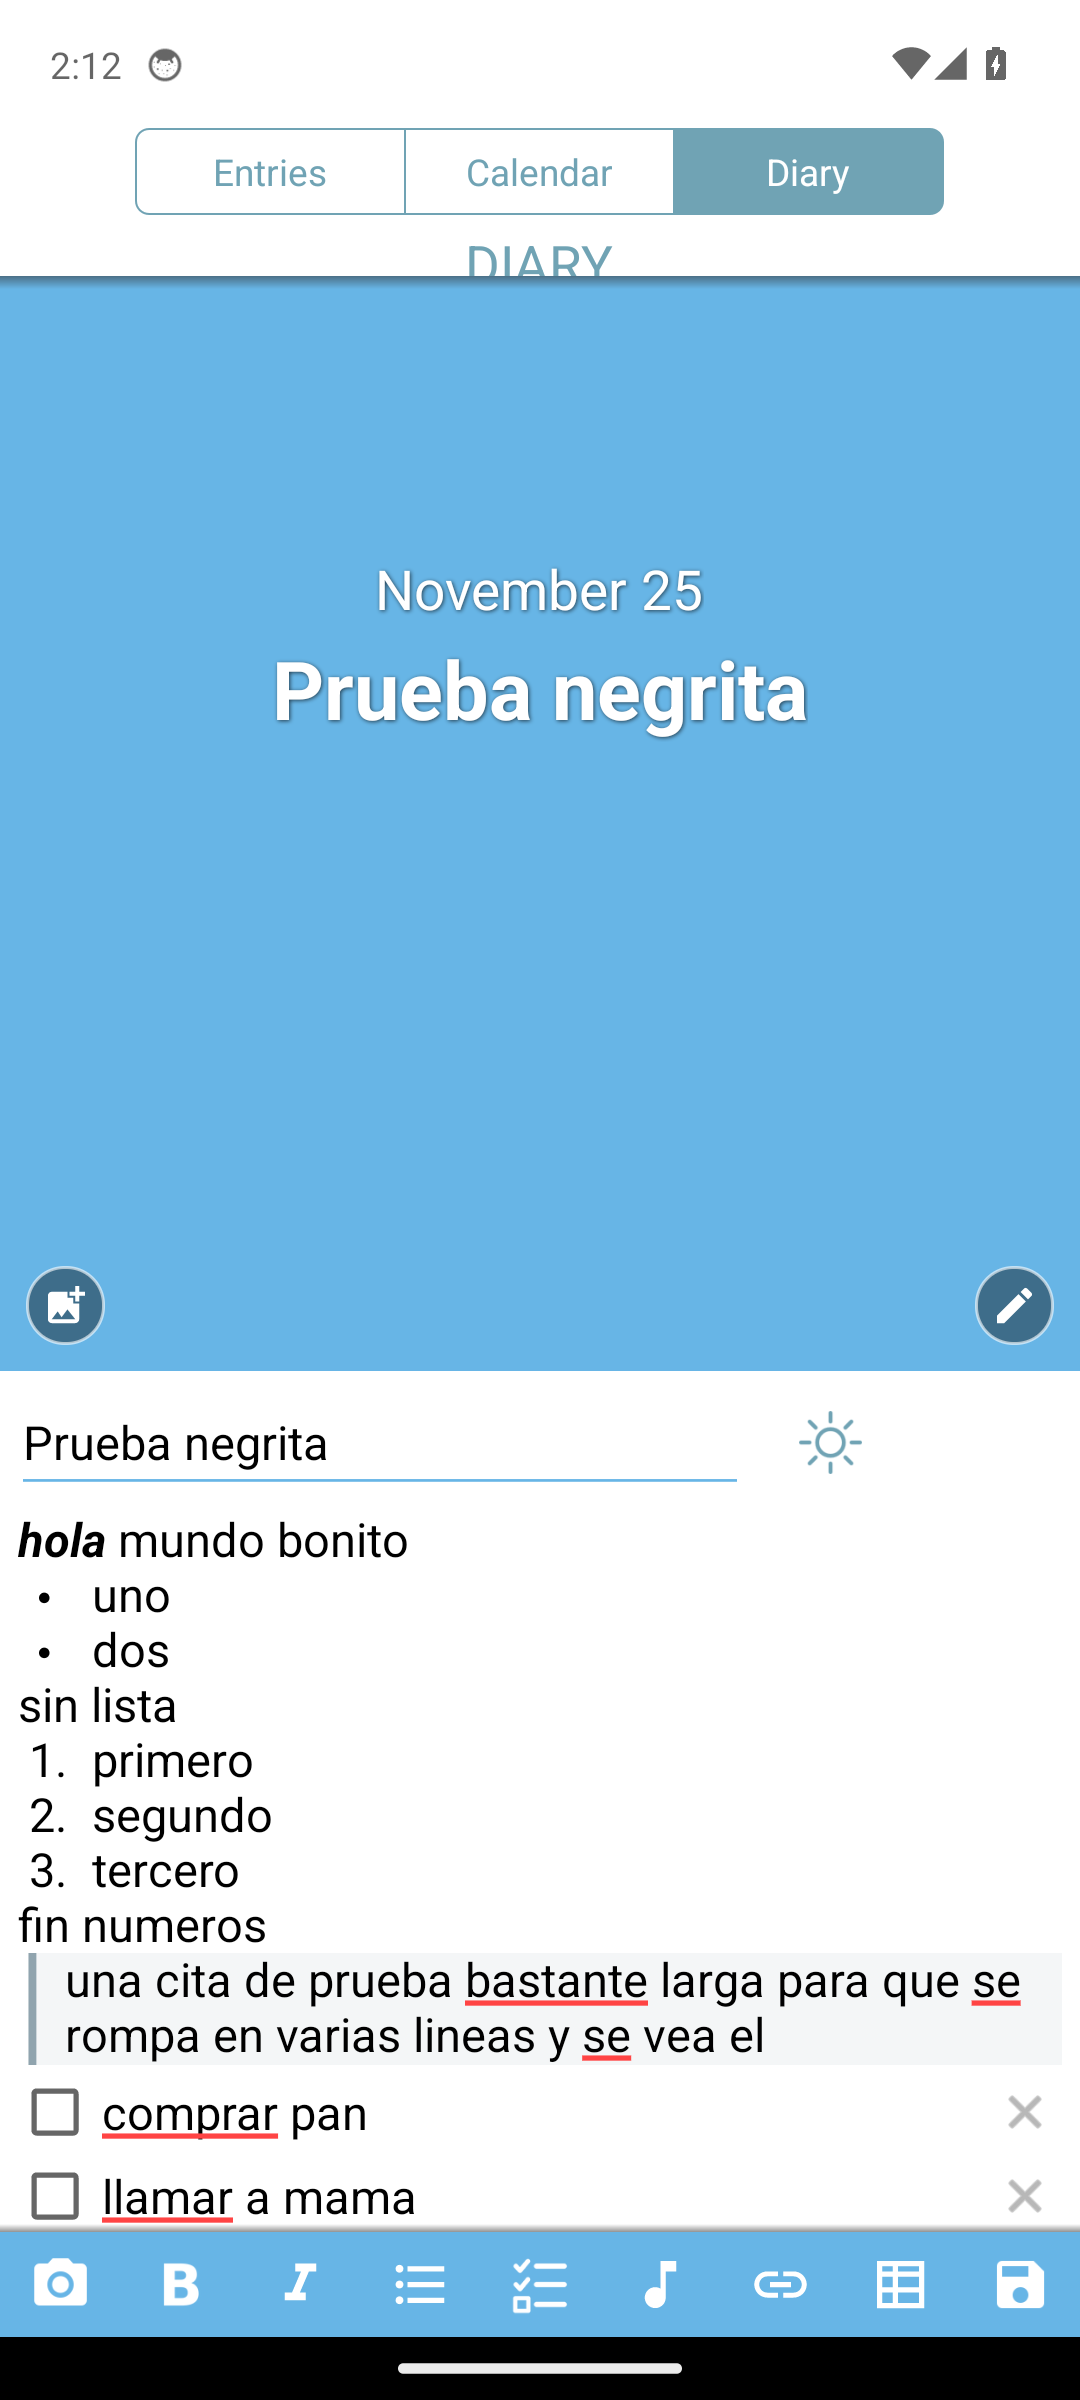 2:12
Entries
Calendar
Diary
DIARY
November 25
Prueba negrita
Prueba negrita
hola mundo bonito
• uno
• dos
sin lista
1. primero
2. segundo
3. tercero
fin numeros
una cita de prueba bastante larga para que se
rompa en varias lineas y se vea el
comprar pan
llamar a mama
B
I